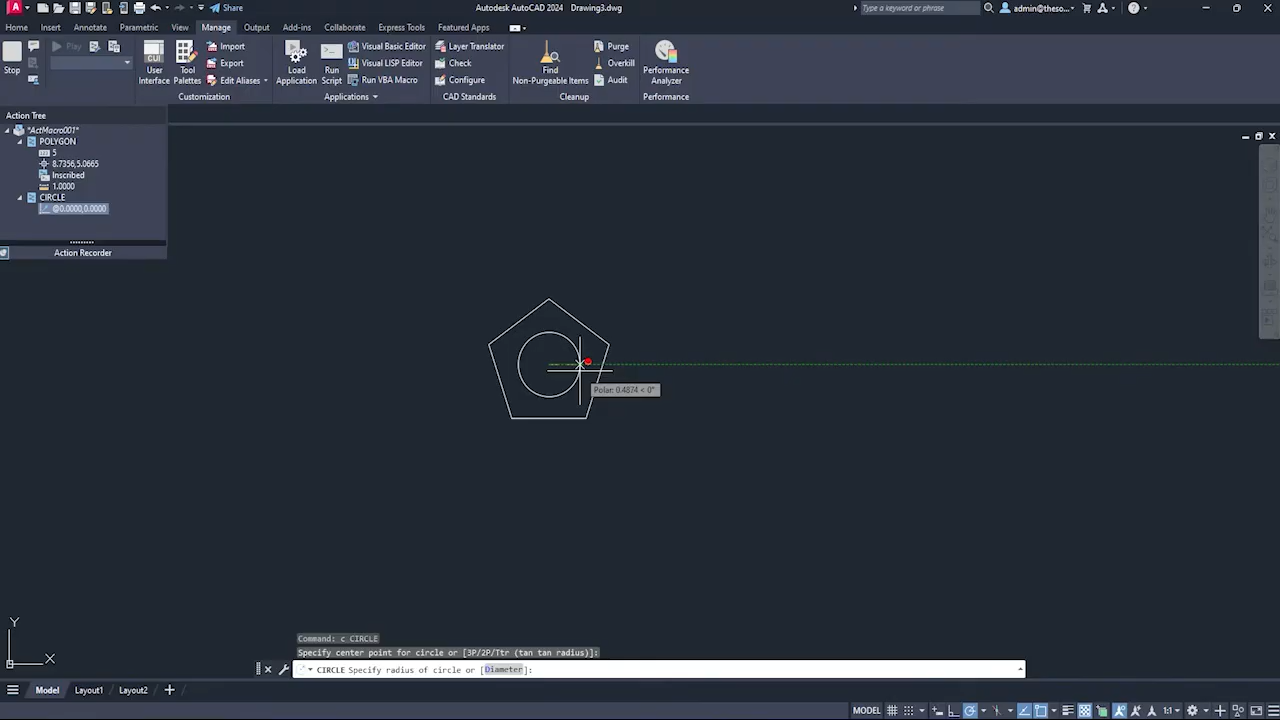 A Share Autodesk AutoCAD 2024 Drawing3.dwg Type a keyword or phrase admin@theso...
Home Insert Annotate Parametric View Manage Output Add-ins Collaborate Express Tools Featured Apps
Stop Play
User Interface
Tool Palettes
Import
Export
Edit Aliases
Customization
Load Application
Run Script
Visual Basic Editor
Visual LISP Editor
Run VBA Macro
Applications
Layer Translator
Check
Configure
CAD Standards
Find Non-Purgeable Items
Purge
Overkill
Audit
Cleanup
Performance Analyzer
Performance
Action Tree
*ActMacro001*
POLYGON
5
8.7356,5.0665
Inscribed
1.0000
CIRCLE
@0.0000,0.0000
Action Recorder
Polar: 0.4874 < 0°
Y
X
Command: c CIRCLE
Specify center point for circle or [3P/2P/Ttr (tan tan radius)]:
CIRCLE Specify radius of circle or [Diameter]:
Model Layout1 Layout2 +
MODEL 1:1